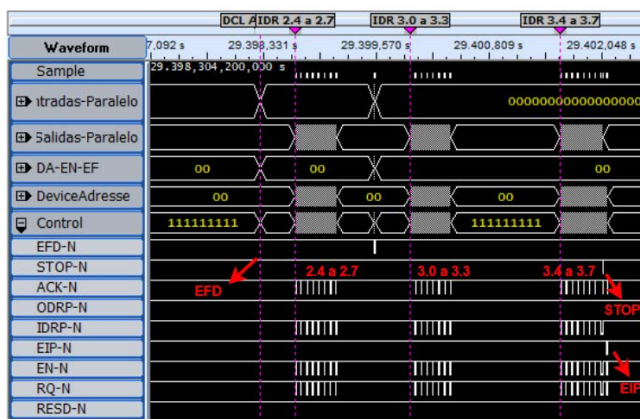 DCL A IDR 2.4 a 2.7 IDR 3.0 a 3.3 IDR 3.4 a 3.7
Waveform 7,092 s 29.398,331 s 29.399,570 s 29.400,809 s 29.402,048 s
Sample 29.398,304,200,000 s
ntradas-Paralelo 00000000000000000
Salidas-Paralelo
DA-EN-EF 00 00 00
DeviceAdresse 00 00 00
Control 111111111 111111111
EFD-N
STOP-N 2.4 a 2.7 3.0 a 3.3 3.4 a 3.7
EFD
ACK-N
STOP
ODRP-N
IDRP-N
EIP-N
EN-N
EIF
RQ-N
RESD-N